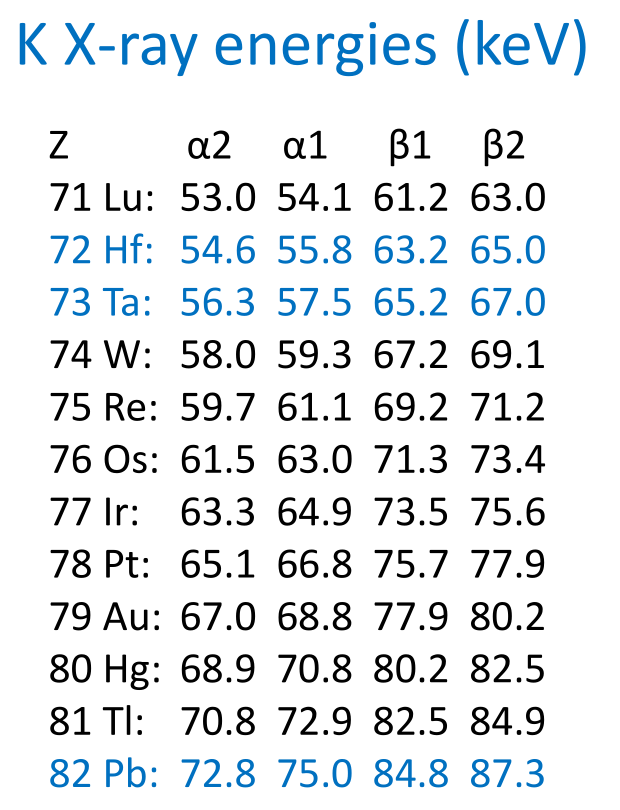 K X-ray energies (keV)
Z α2 α1 β1 β2
71 Lu: 53.0 54.1 61.2 63.0
72 Hf: 54.6 55.8 63.2 65.0
73 Ta: 56.3 57.5 65.2 67.0
74 W: 58.0 59.3 67.2 69.1
75 Re: 59.7 61.1 69.2 71.2
76 Os: 61.5 63.0 71.3 73.4
77 Ir: 63.3 64.9 73.5 75.6
78 Pt: 65.1 66.8 75.7 77.9
79 Au: 67.0 68.8 77.9 80.2
80 Hg: 68.9 70.8 80.2 82.5
81 Tl: 70.8 72.9 82.5 84.9
82 Pb: 72.8 75.0 84.8 87.3